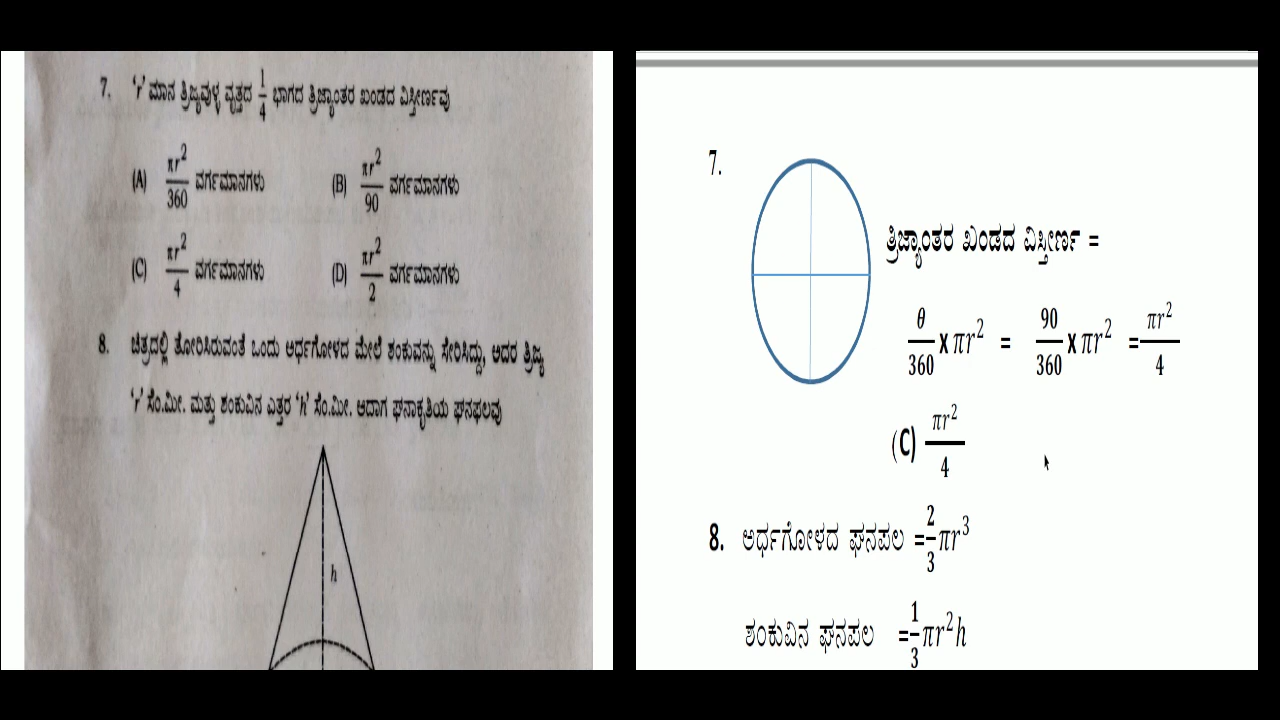 7. 'r' ಮಾನ ತ್ರಿಜ್ಯವುಳ್ಳ ವೃತ್ತದ 1/4 ಭಾಗದ ತ್ರಿಜ್ಯಾಂತರ ಖಂಡದ ವಿಸ್ತೀರ್ಣವು
(A) πr²/360 ವರ್ಗಮಾನಗಳು (B) πr²/90 ವರ್ಗಮಾನಗಳು
(C) πr²/4 ವರ್ಗಮಾನಗಳು (D) πr²/2 ವರ್ಗಮಾನಗಳು
8. ಚಿತ್ರದಲ್ಲಿ ತೋರಿಸಿರುವಂತೆ ಒಂದು ಅರ್ಧಗೋಳದ ಮೇಲೆ ಶಂಕುವನ್ನು ಸೇರಿಸಿದ್ದು, ಅದರ ತ್ರಿಜ್ಯ
'r' ಸೆಂ.ಮೀ. ಮತ್ತು ಶಂಕುವಿನ ಎತ್ತರ 'h' ಸೆಂ.ಮೀ. ಆದಾಗ ಘನಾಕೃತಿಯ ಘನಫಲವು
h
7.
ತ್ರಿಜ್ಯಾಂತರ ಖಂಡದ ವಿಸ್ತೀರ್ಣ =
θ/360 x πr² = 90/360 x πr² = πr²/4
(C) πr²/4
8. ಅರ್ಧಗೋಳದ ಘನಪಲ = 2/3 πr³
ಶಂಕುವಿನ ಘನಪಲ = 1/3 πr²h